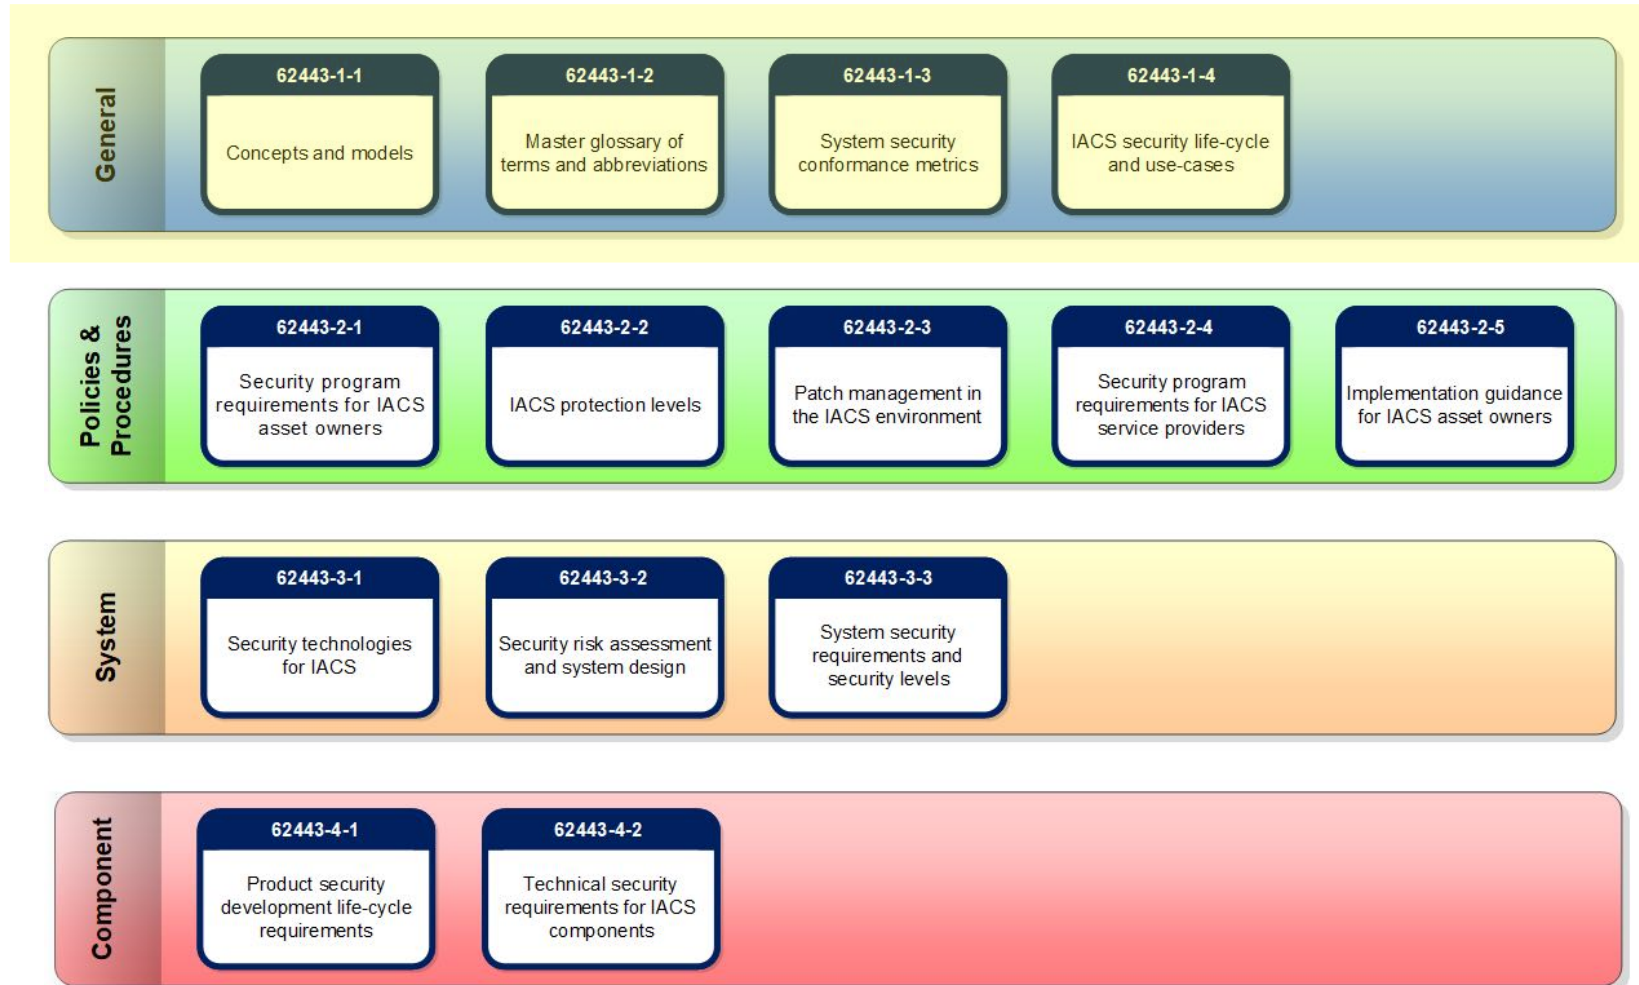 General
62443-1-1
Concepts and models
62443-1-2
Master glossary of
terms and abbreviations
62443-1-3
System security
conformance metrics
62443-1-4
IACS security life-cycle
and use-cases
Policies &
Procedures
62443-2-1
Security program
requirements for IACS
asset owners
62443-2-2
IACS protection levels
62443-2-3
Patch management in
the IACS environment
62443-2-4
Security program
requirements for IACS
service providers
62443-2-5
Implementation guidance
for IACS asset owners
System
62443-3-1
Security technologies
for IACS
62443-3-2
Security risk assessment
and system design
62443-3-3
System security
requirements and
security levels
Component
62443-4-1
Product security
development life-cycle
requirements
62443-4-2
Technical security
requirements for IACS
components